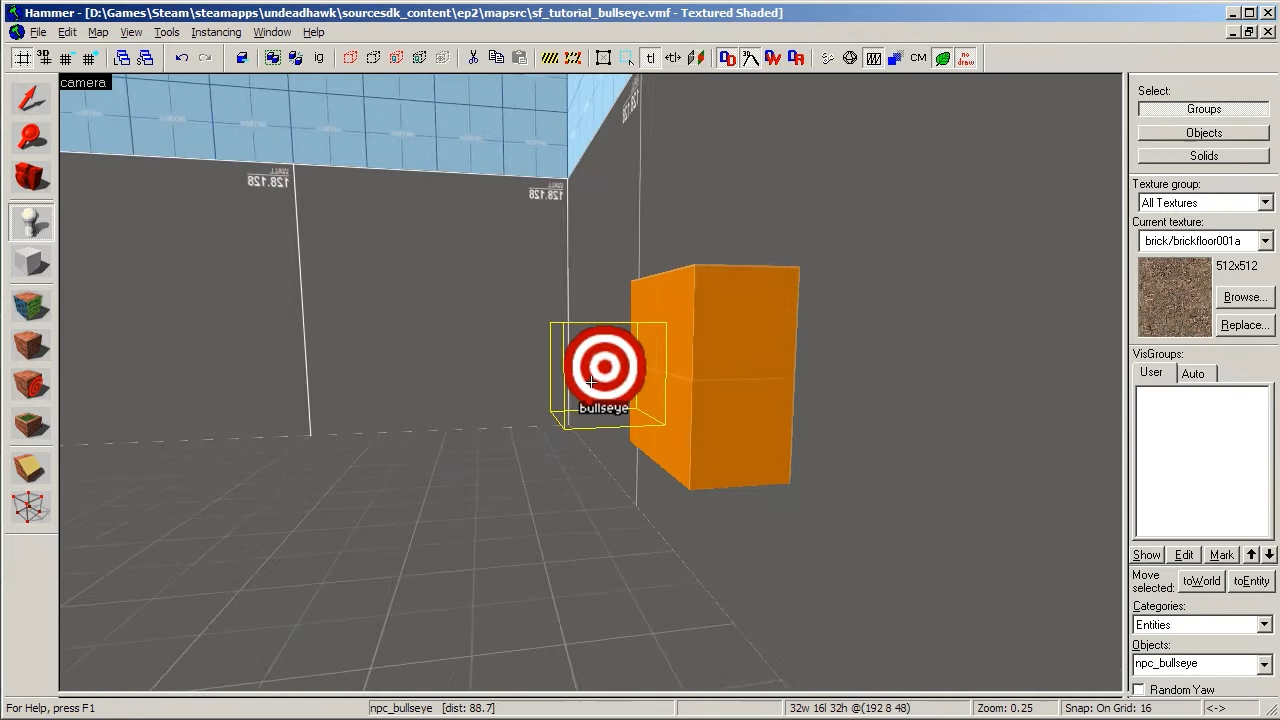 Hammer - [D:\Games\Steam\steamapps\undeadhawk\sourcesdk_content\ep2\mapsrc\sf_tutorial_bullseye.vmf - Textured Shaded]
File Edit Map View Tools Instancing Window Help
camera
Select:
Groups
Objects
Solids
Texture group:
All Textures
Current texture:
brick/brickfloor001a
512x512
Browse...
Replace...
VisGroups:
User Auto
Show Edit Mark
Move selected: toWorld toEntity
Categories:
Entities
Objects:
npc_bullseye
Random Yaw
WALL
128.128
WALL
128.128
128.128
bullseye
For Help, press F1
npc_bullseye [dist: 88.7]
32w 16l 32h @(192 8 48)
Zoom: 0.25
Snap: On Grid: 16
<->